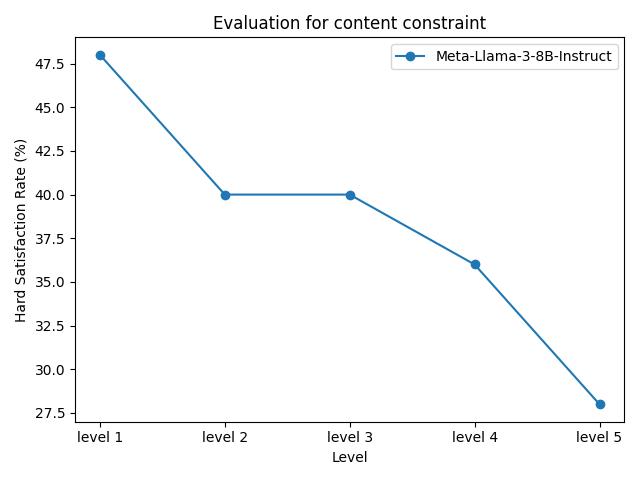 Evaluation for content constraint
Meta-Llama-3-8B-Instruct
Hard Satisfaction Rate (%)
47.5
45.0
42.5
40.0
37.5
35.0
32.5
30.0
27.5
level 1 level 2 level 3 level 4 level 5
Level